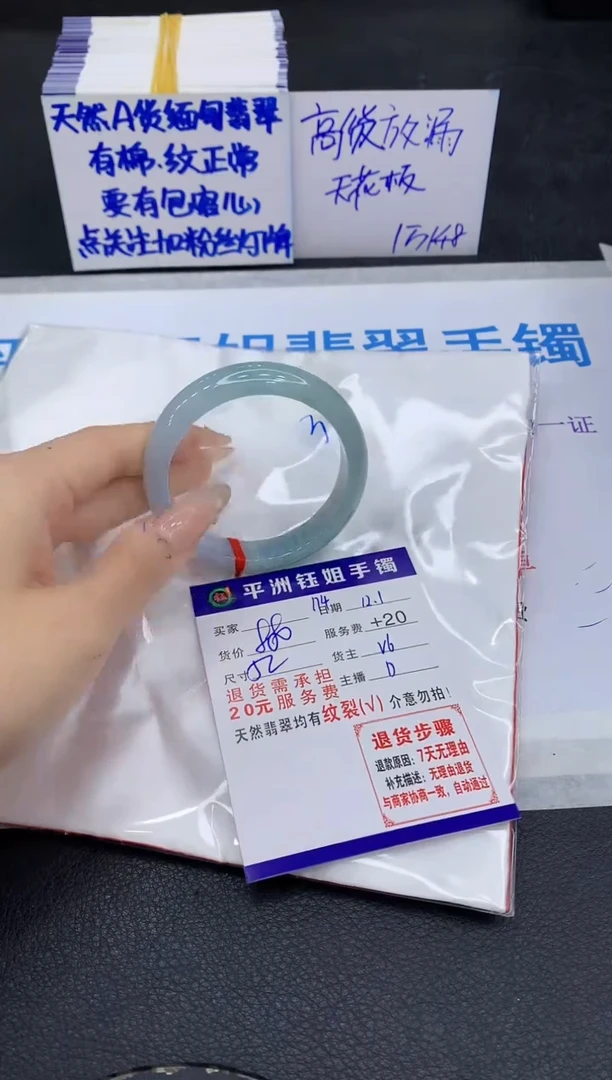 天然A货缅甸翡翠
有棉、纹正常
要有包容心
点关注加粉丝灯牌
高货放漏
天花板
姐翡翠手镯
一证
平洲钰姐手镯
买家 74 日期 12.1
货价 服务费 +20
尺寸 52 货主 V6
退货需承担 主播 D
20元服务费
天然翡翠均有纹裂(√) 介意勿拍!
退货步骤
退款原因: 7天无理由
补充描述: 无理由退货
与商家协商一致, 自动通过